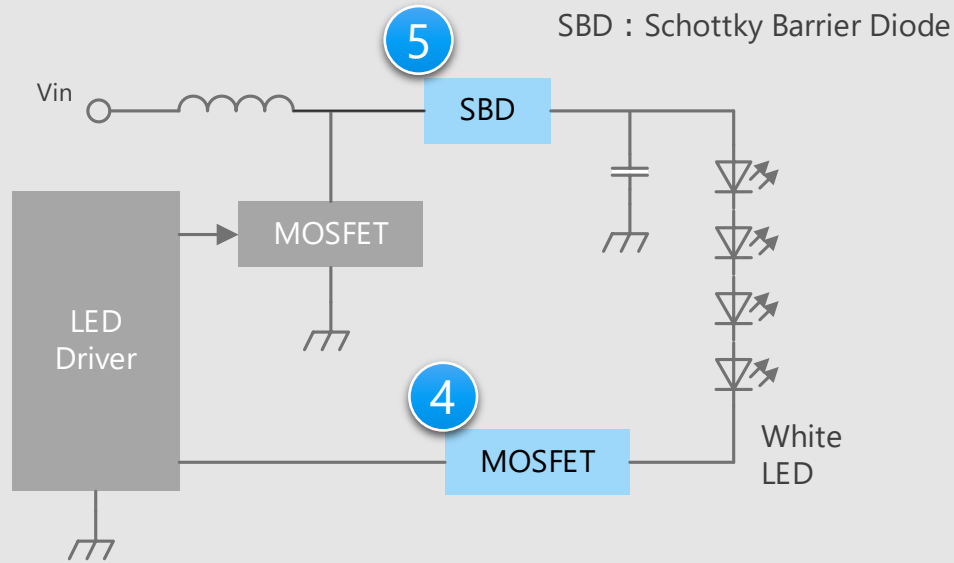 5
SBD：Schottky Barrier Diode
Vin
SBD
MOSFET
LED
Driver
4
MOSFET
White
LED